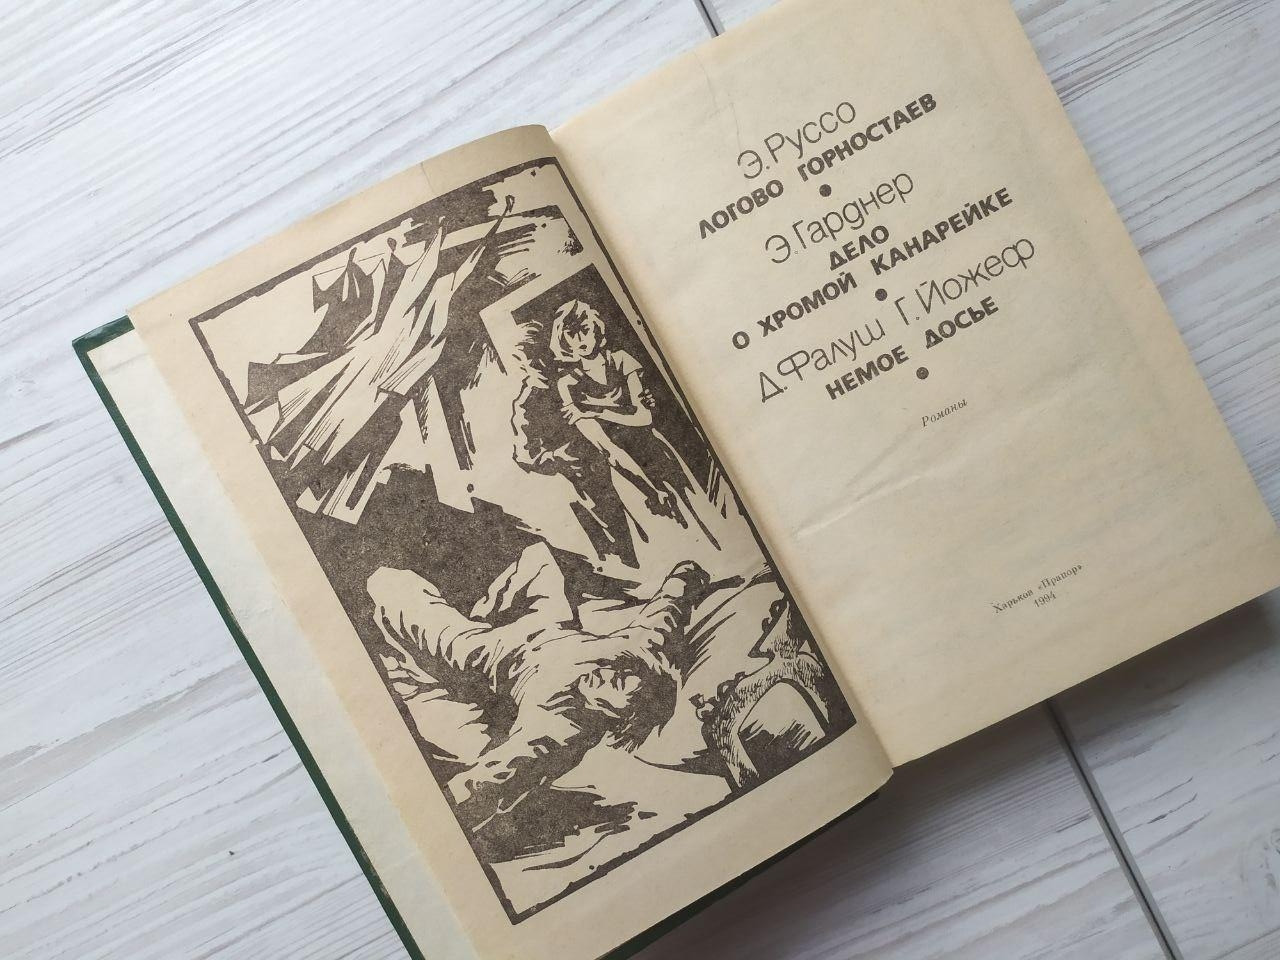 Э. Руссо
ЛОГОВО ГОРНОСТАЕВ
Э. Гарднер
ДЕЛО
О ХРОМОЙ КАНАРЕЙКЕ
Д. Фалуш Г. Йожеф
НЕМОЕ ДОСЬЕ
Романы
Харьков «Прапор»
1994